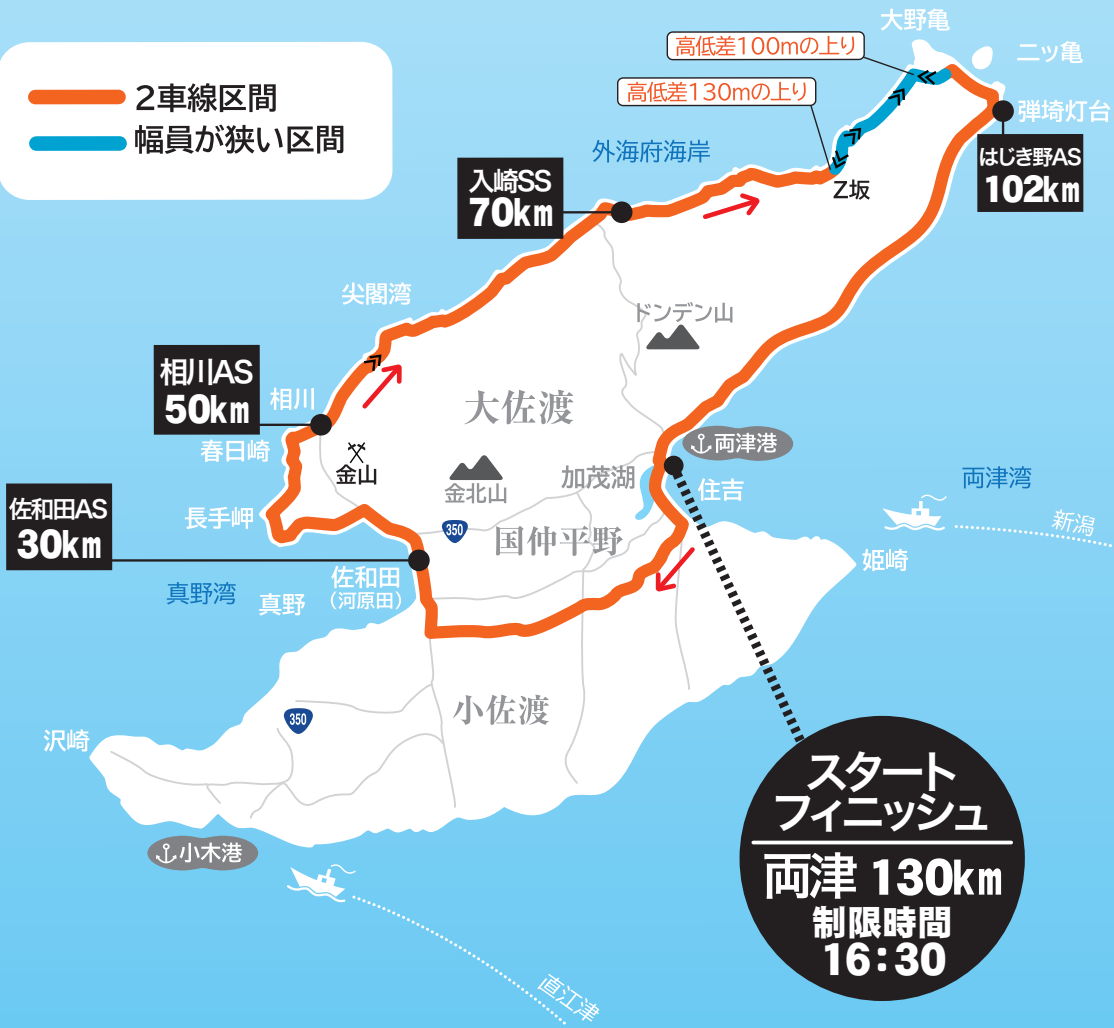 2車線区間
幅員が狭い区間
大野亀
二ッ亀
高低差100mの上り
高低差130mの上り
弾埼灯台
はじき野AS
102km
外海府海岸
入崎SS
70km
Z坂
尖閣湾
ドンデン山
相川AS
50km
相川
大佐渡
春日崎
金山
金北山
加茂湖
両津港
住吉
両津湾
新潟
佐和田AS
30km
長手岬
350
国仲平野
姫崎
真野湾
真野
佐和田
(河原田)
小佐渡
350
沢崎
小木港
直江津
スタート
フィニッシュ
両津 130km
制限時間
16:30